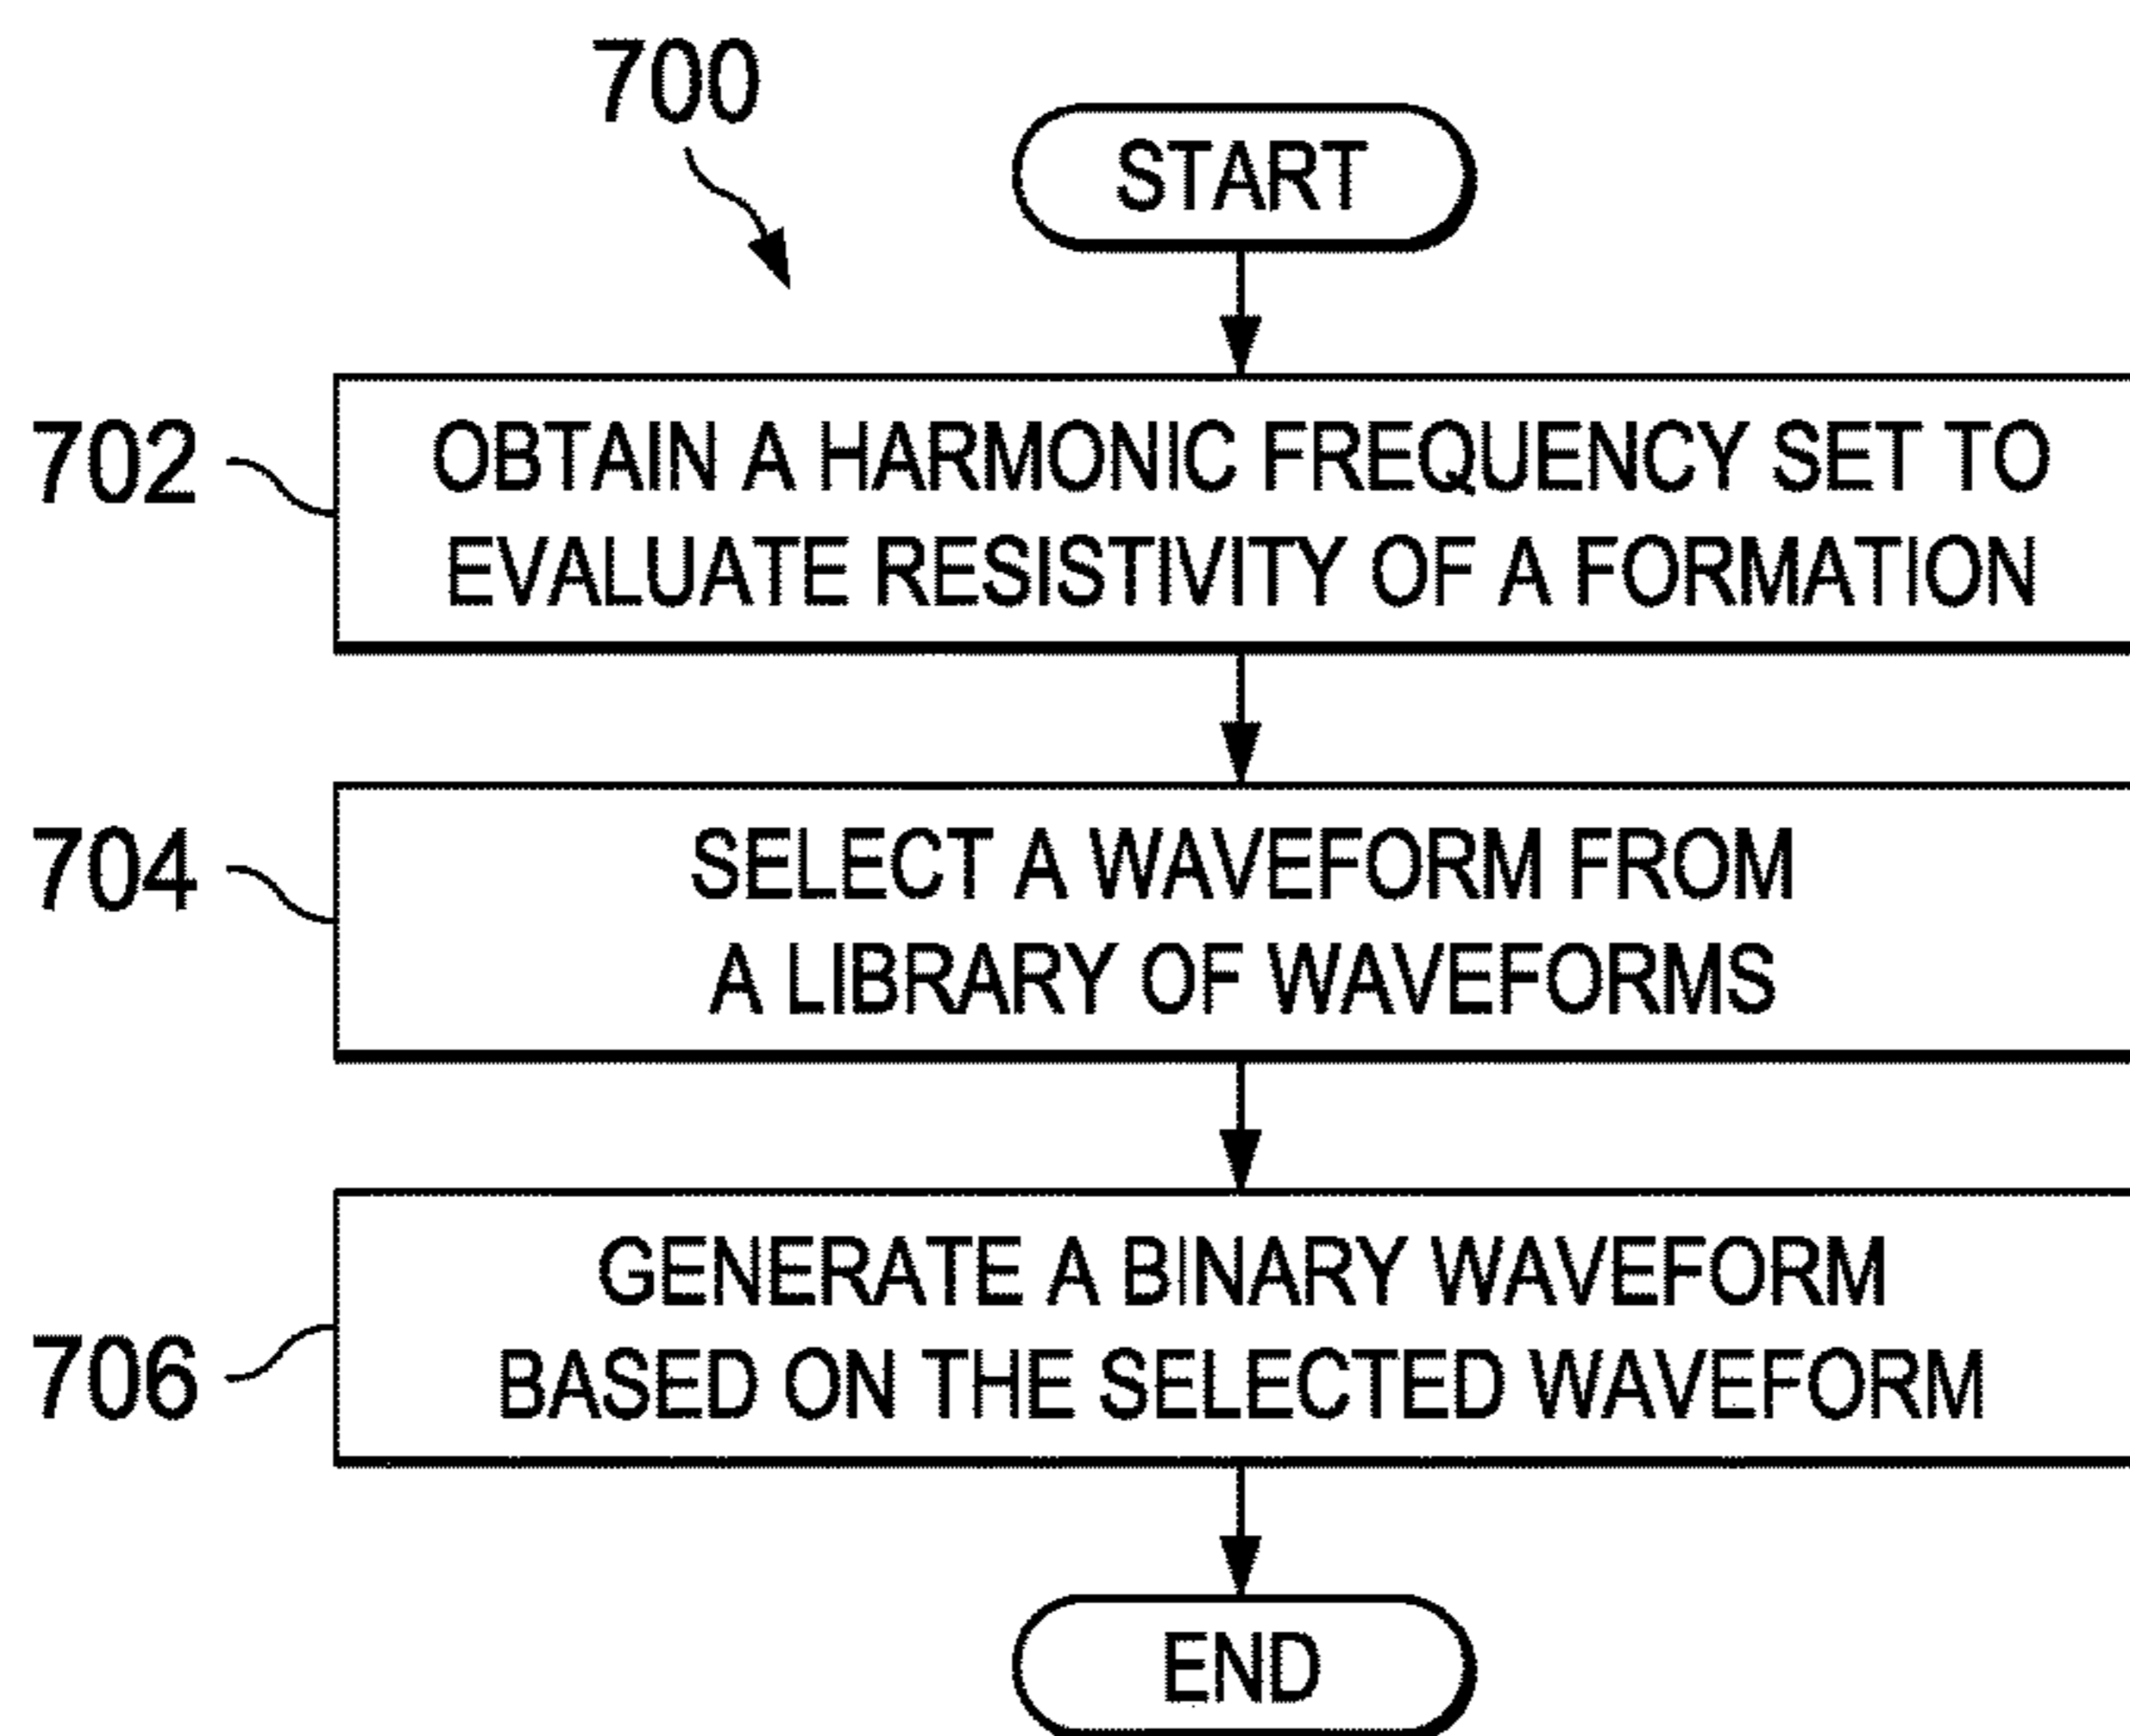 700
START
702
OBTAIN A HARMONIC FREQUENCY SET TO
EVALUATE RESISTIVITY OF A FORMATION
704
SELECT A WAVEFORM FROM
A LIBRARY OF WAVEFORMS
706
GENERATE A BINARY WAVEFORM
BASED ON THE SELECTED WAVEFORM
END